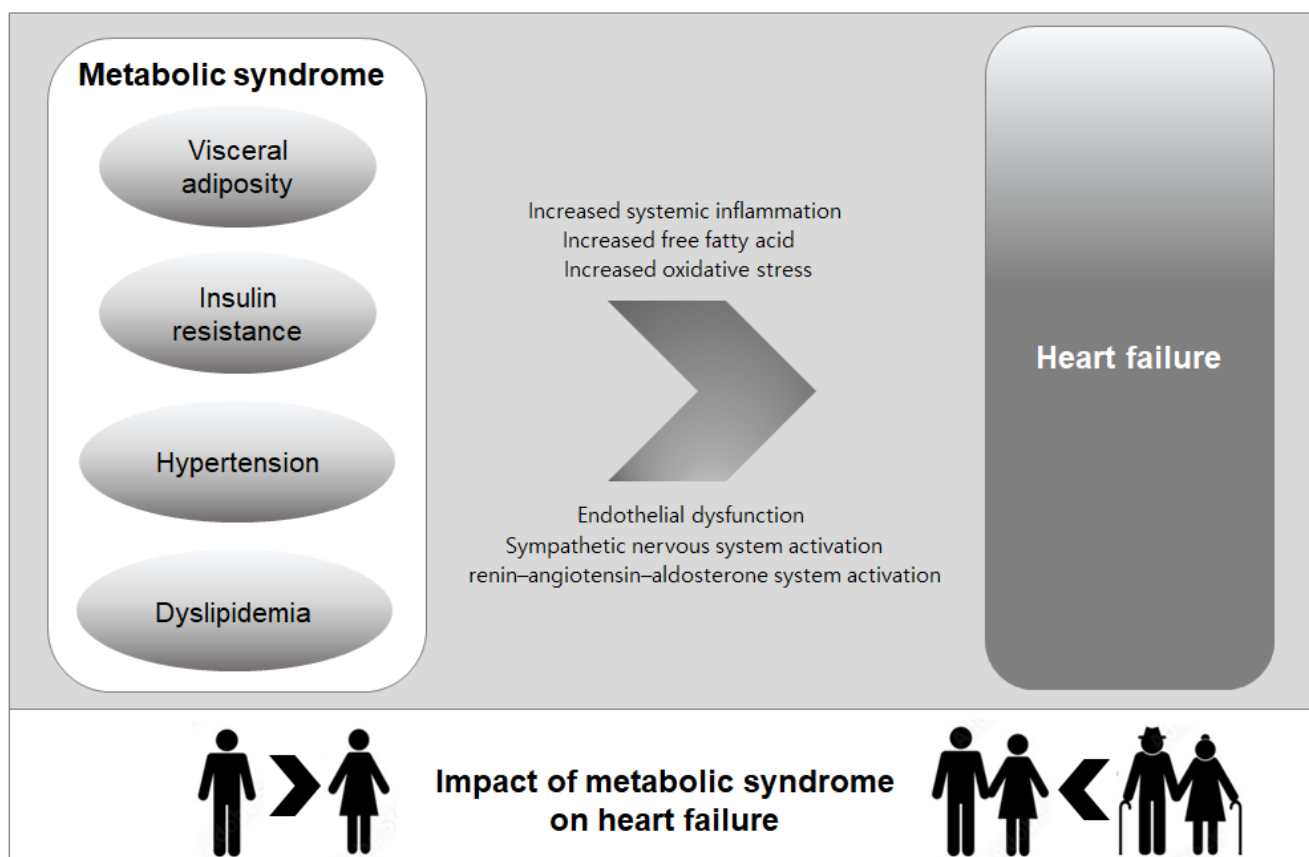 Metabolic syndrome
Visceral
adiposity
Insulin
resistance
Hypertension
Dyslipidemia
Increased systemic inflammation
Increased free fatty acid
Increased oxidative stress
Endothelial dysfunction
Sympathetic nervous system activation
renin–angiotensin–aldosterone system activation
Heart failure
Impact of metabolic syndrome
on heart failure